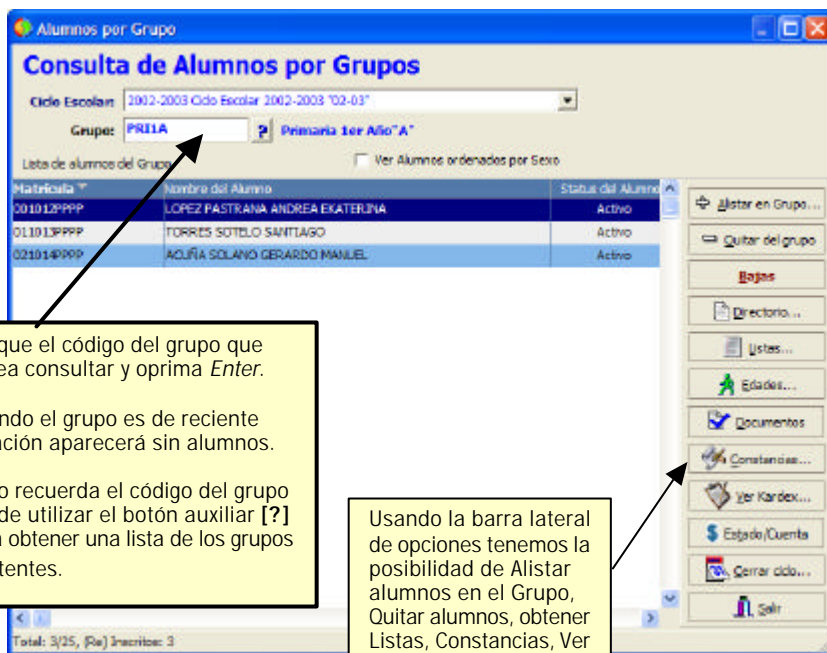 Alumnos por Grupo
Consulta de Alumnos por Grupos
Ciclo Escolar: 2002-2003 Ciclo Escolar 2002-2003 "02-03"
Grupo: PRI1A ? Primaria 1er Año"A"
Lista de alumnos del Grupo
Ver Alumnos ordenados por Sexo
Matrícula Nombre del Alumno Status del Alumno
001012PPPP LOPEZ PASTRANA ANDREA EKATERINA Activo
011013PPPP TORRES SOTELO SANTIAGO Activo
021014PPPP ACUÑA SOLANO GERARDO MANUEL Activo
Alistar en Grupo...
Quitar del grupo
Bajas
Directorio...
Listas...
Edades...
Documentos
Constancias...
Ver Kardex...
Estado/Cuenta
Cerrar ciclo...
Salir
que el código del grupo que
ea consultar y oprima Enter.
ndo el grupo es de reciente
ación aparecerá sin alumnos.
o recuerda el código del grupo
de utilizar el botón auxiliar [?]
a obtener una lista de los grupos
tentes.
Usando la barra lateral
de opciones tenemos la
posibilidad de Alistar
alumnos en el Grupo,
Quitar alumnos, obtener
Listas, Constancias, Ver
Total: 3/25, (Re) Inscritos: 3